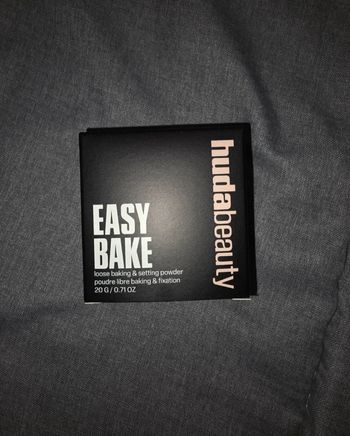 EASY
BAKE
loose baking & setting powder
poudre libre baking & fixation
20 G / 0.71 OZ
hudabeauty